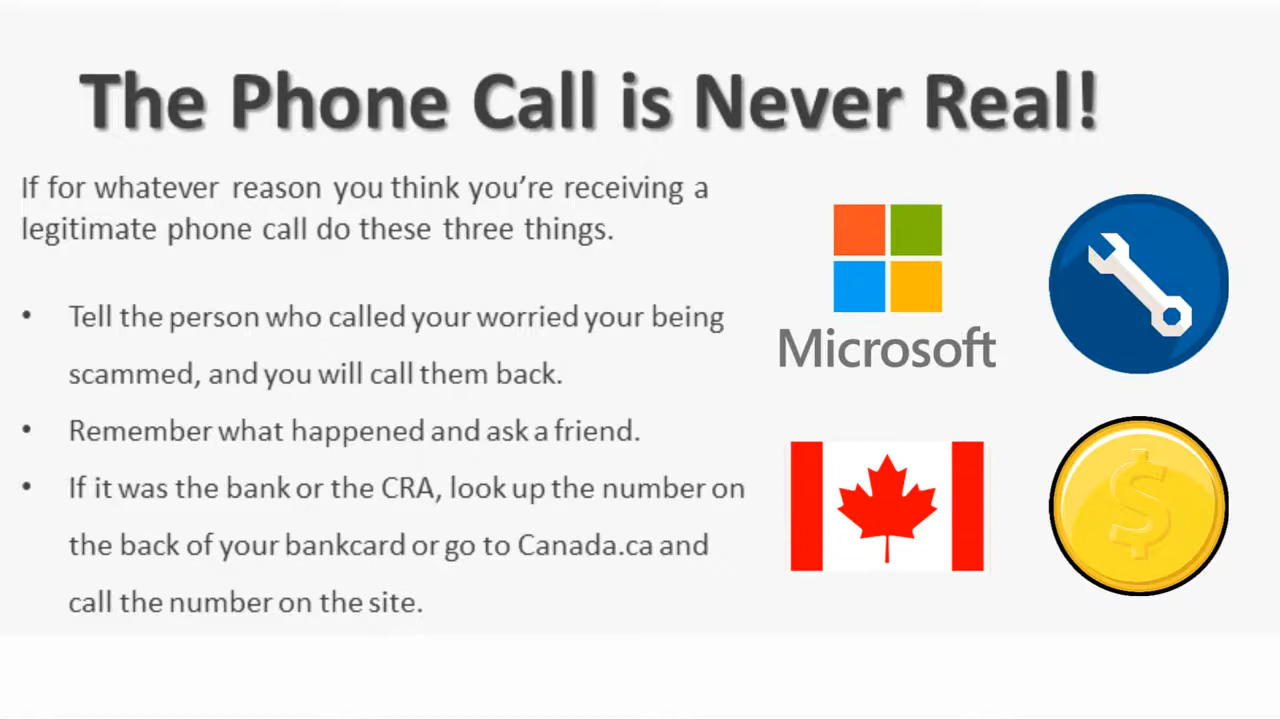 The Phone Call is Never Real!
If for whatever reason you think you're receiving a
legitimate phone call do these three things.
• Tell the person who called your worried your being
scammed, and you will call them back.
• Remember what happened and ask a friend.
• If it was the bank or the CRA, look up the number on
the back of your bankcard or go to Canada.ca and
call the number on the site.
Microsoft
$